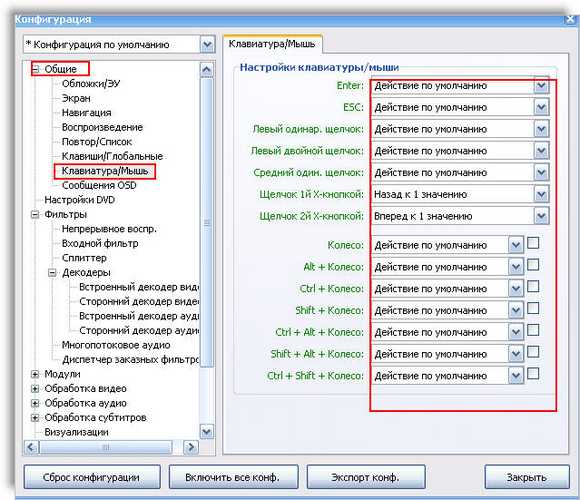 Конфигурация
* Конфигурация по умолчанию
Общие
Обложки/ЭУ
Экран
Навигация
Воспроизведение
Повтор/Список
Клавиши/Глобальные
Клавиатура/Мышь
Сообщения OSD
Настройки DVD
Фильтры
Непрерывное воспр.
Входной фильтр
Сплиттер
Декодеры
Встроенный декодер виде
Сторонний декодер видео
Встроенный декодер ауди
Сторонний декодер аудио
Многопотоковое аудио
Диспетчер заказных фильтро
Модули
Обработка видео
Обработка аудио
Обработка субтитров
Визуализации
Клавиатура/Мышь
Настройки клавиатуры/мыши
Enter: Действие по умолчанию
ESC: Действие по умолчанию
Левый одинар. щелчок: Действие по умолчанию
Левый двойной щелчок: Действие по умолчанию
Средний один. щелчок: Действие по умолчанию
Щелчок 1й X-кнопкой: Назад к 1 значению
Щелчок 2й X-кнопкой: Вперед к 1 значению
Колесо: Действие по умолчанию
Alt + Колесо: Действие по умолчанию
Ctrl + Колесо: Действие по умолчанию
Shift + Колесо: Действие по умолчанию
Ctrl + Alt + Колесо: Действие по умолчанию
Shift + Alt + Колесо: Действие по умолчанию
Ctrl + Shift + Колесо: Действие по умолчанию
Сброс конфигурации
Включить все конф.
Экспорт конф.
Закрыть